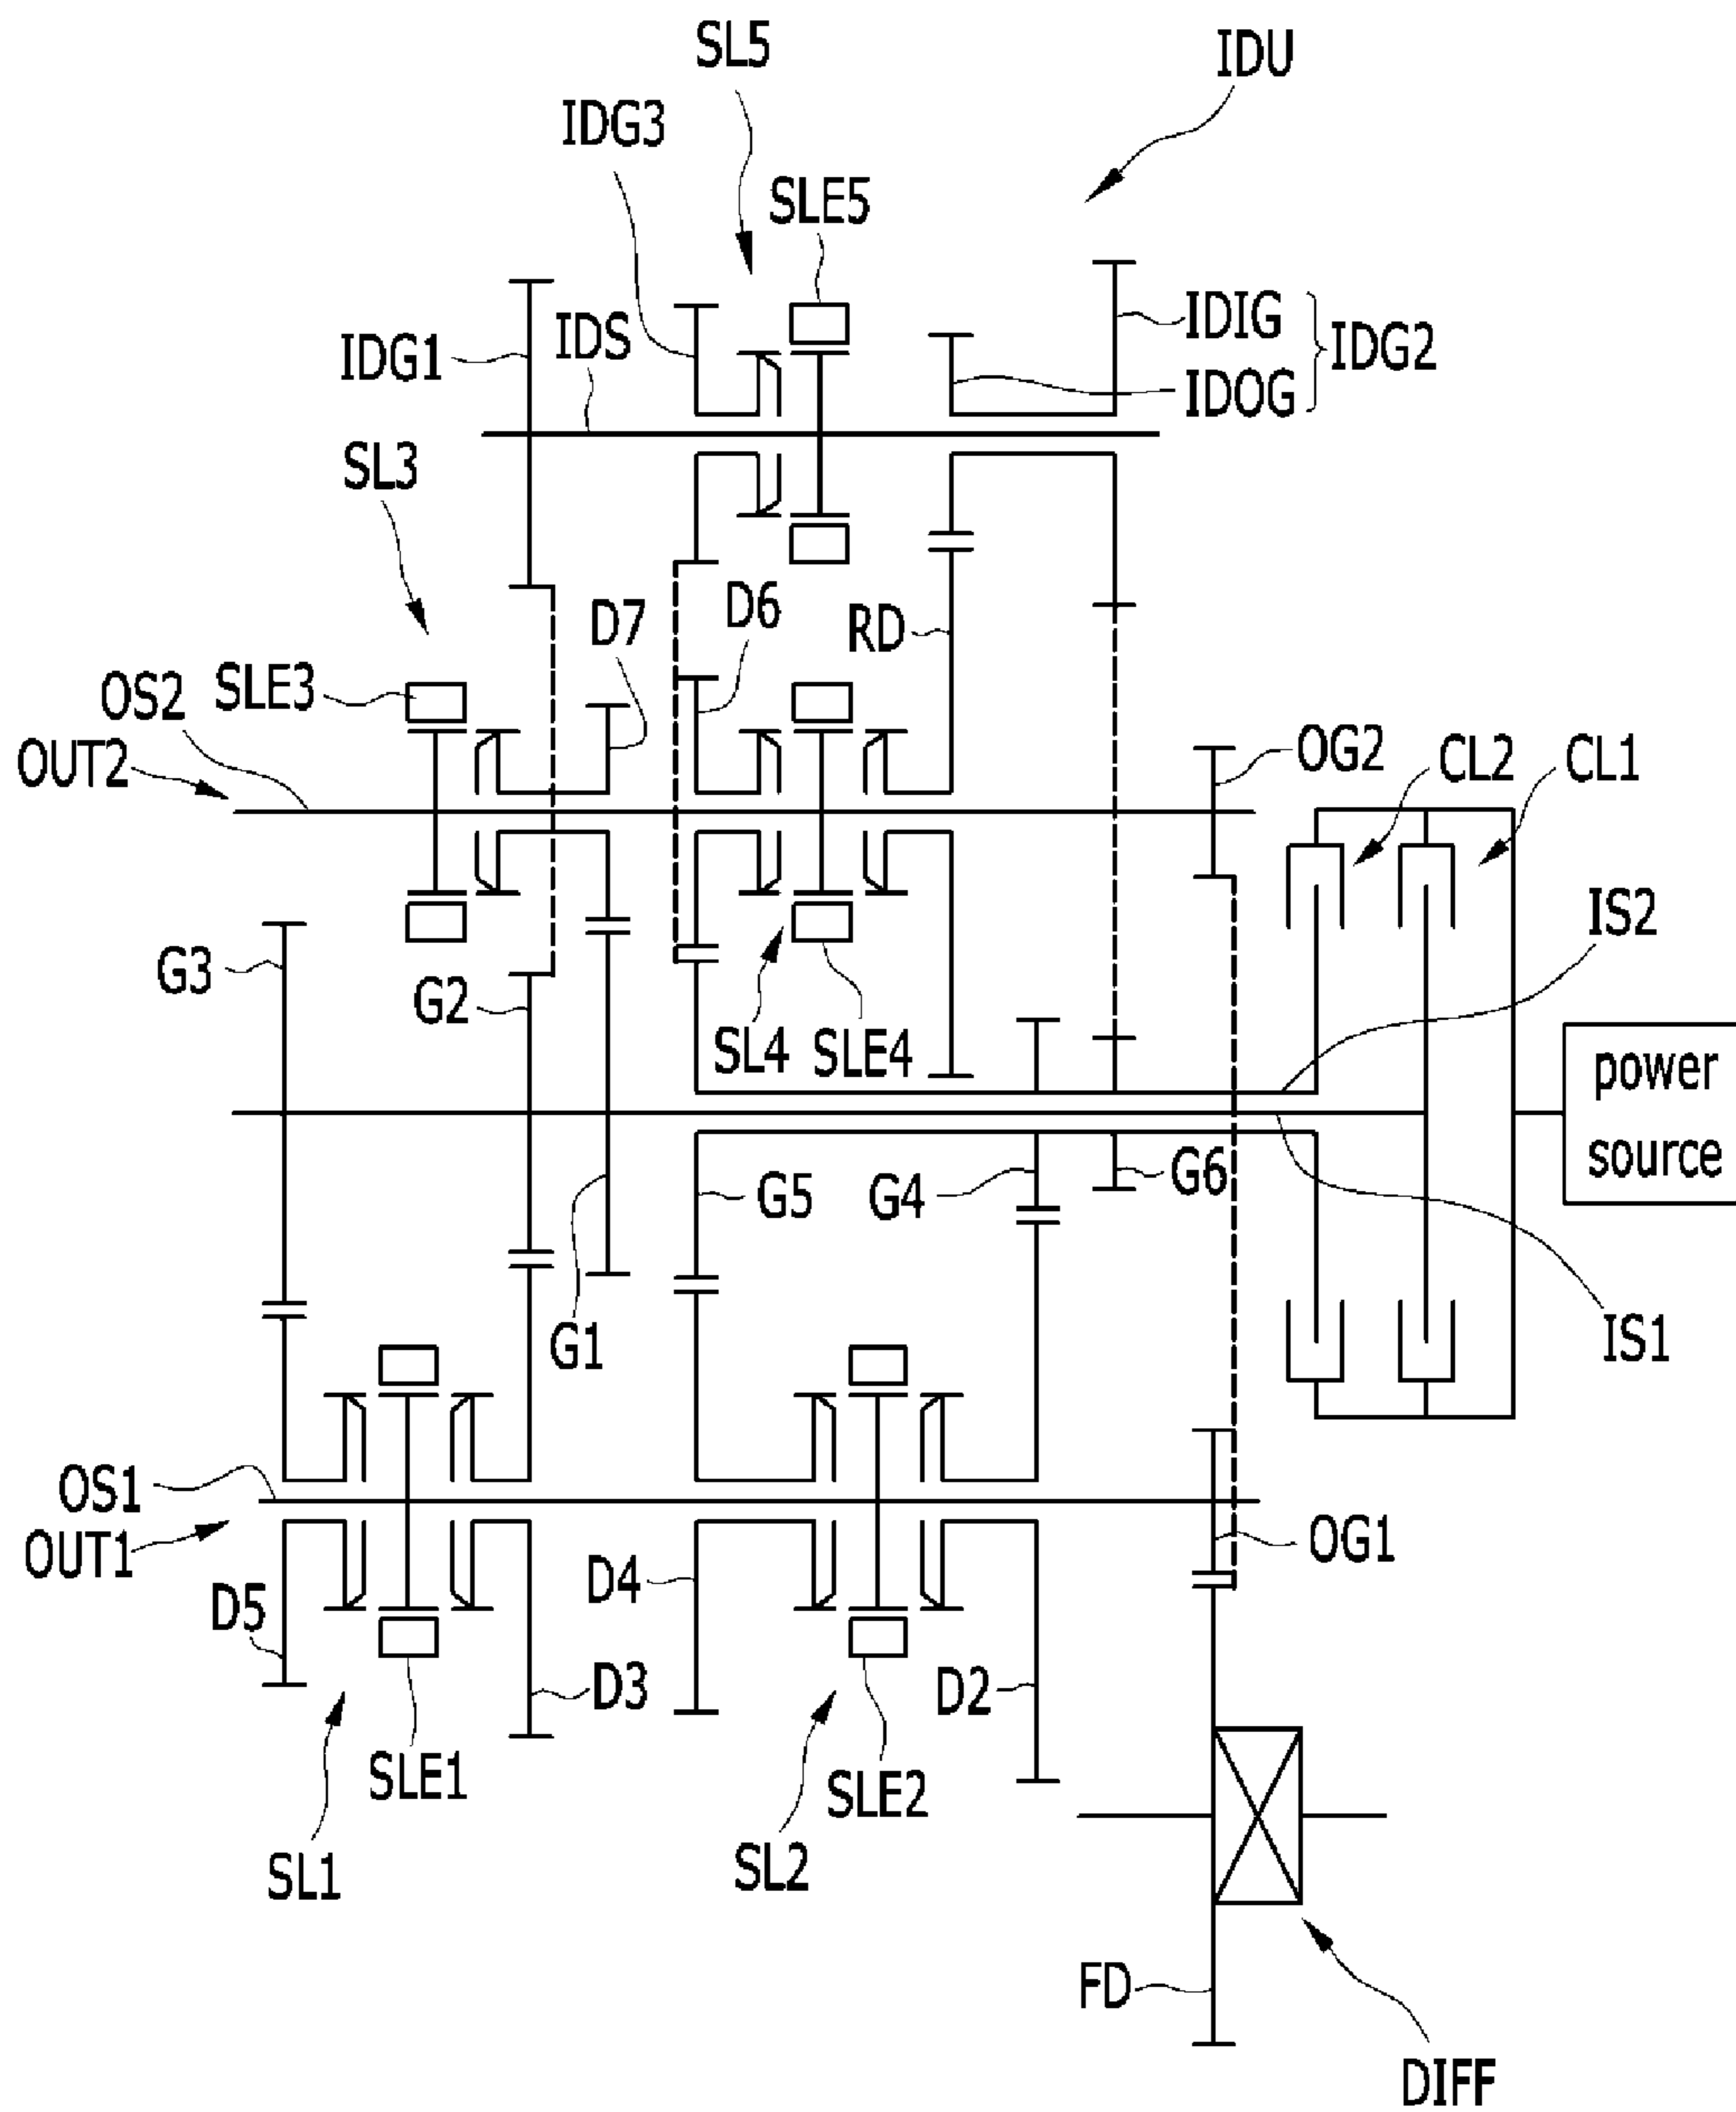 SL5
IDU
IDG3
SLE5
IDIG
IDG1
IDS
IDG2
IDOG
SL3
D7
D6
RD
SLE3
OS2
OUT2
OG2
CL2
CL1
IS2
G3
G2
SL4
SLE4
power
source
G5
G4
G6
G1
IS1
OS1
OUT1
OG1
D4
D5
D3
D2
SLE1
SLE2
SL1
SL2
FD
DIFF